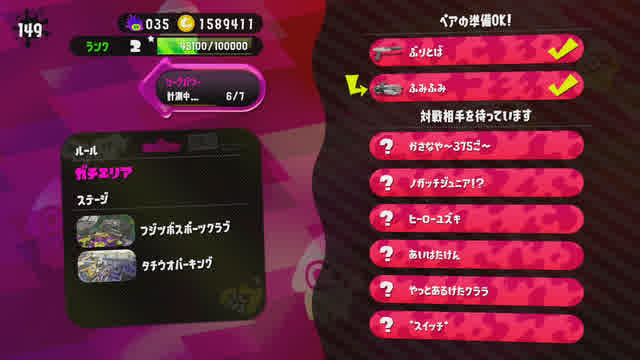 149
035
1589411
ランク
2
43100/100000
リーグパワー
計測中...
6/7
ルール
ガチエリア
ステージ
フジツボスポーツクラブ
タチウオパーキング
ペアの準備OK!
ぷりとば
ふみふみ
対戦相手を待っています
? かさなや〜375ご〜
? ノガッチジュニア!?
? ヒーローユズキ
? あいはたけん
? やっとあるけたクララ
? *スイッチ*